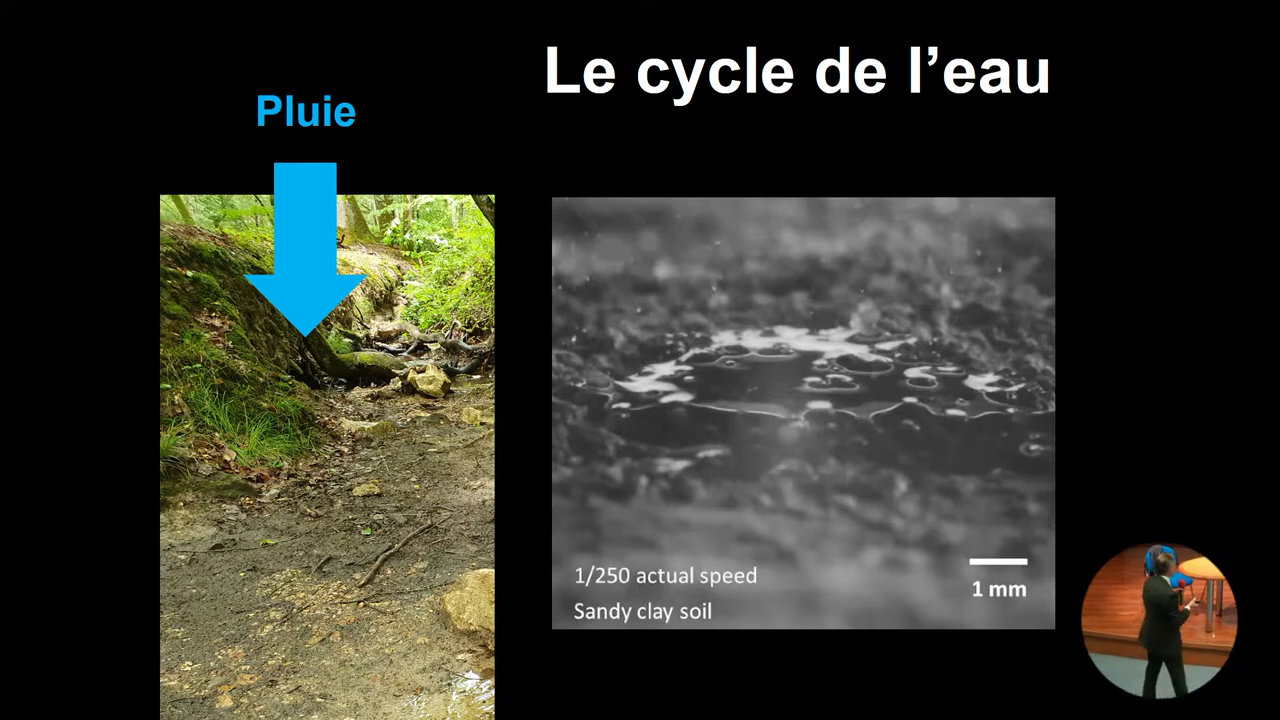 Le cycle de l’eau
Pluie
1/250 actual speed
Sandy clay soil
1 mm